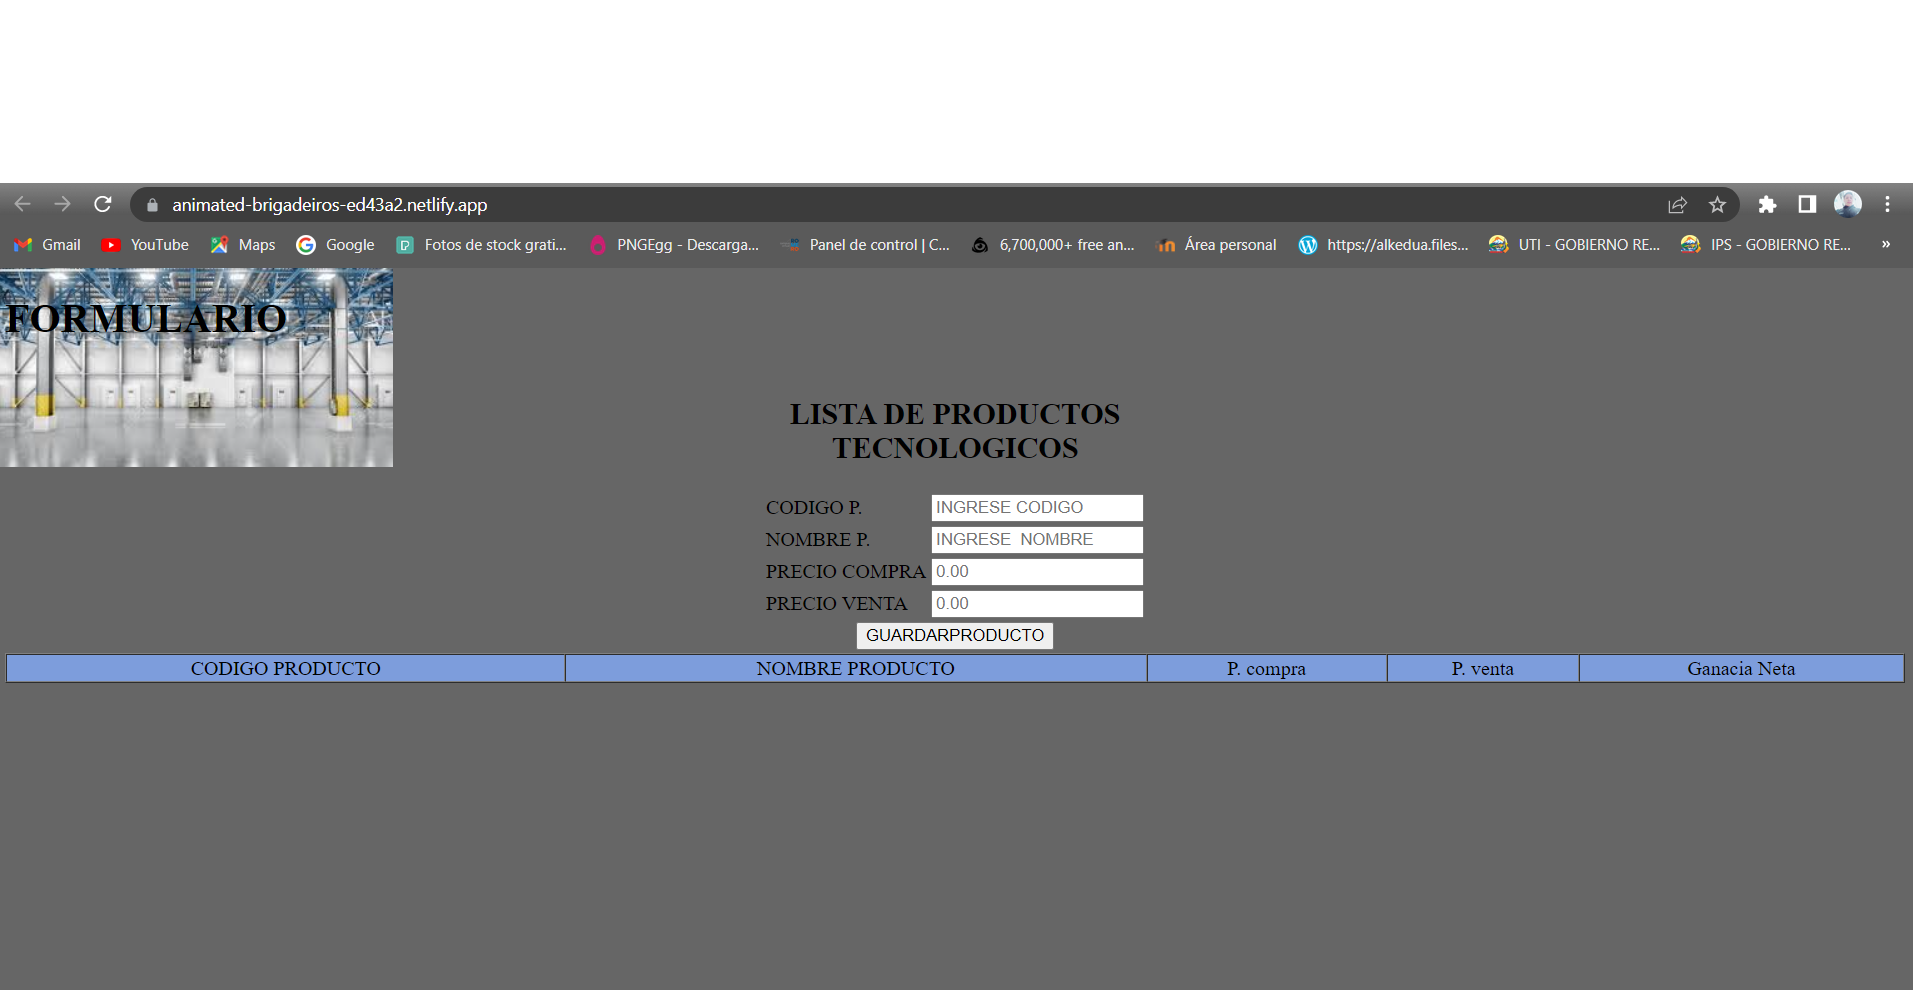 animated-brigadeiros-ed43a2.netlify.app
Gmail YouTube Maps Google Fotos de stock grati... PNGEgg - Descarga... Panel de control | C... 6,700,000+ free an... Área personal https://alkedua.files... UTI - GOBIERNO RE... IPS - GOBIERNO RE... »
FORMULARIO
LISTA DE PRODUCTOS
TECNOLOGICOS
CODIGO P. INGRESE CODIGO
NOMBRE P. INGRESE  NOMBRE
PRECIO COMPRA 0.00
PRECIO VENTA 0.00
GUARDARPRODUCTO
CODIGO PRODUCTO NOMBRE PRODUCTO P. compra P. venta Ganacia Neta